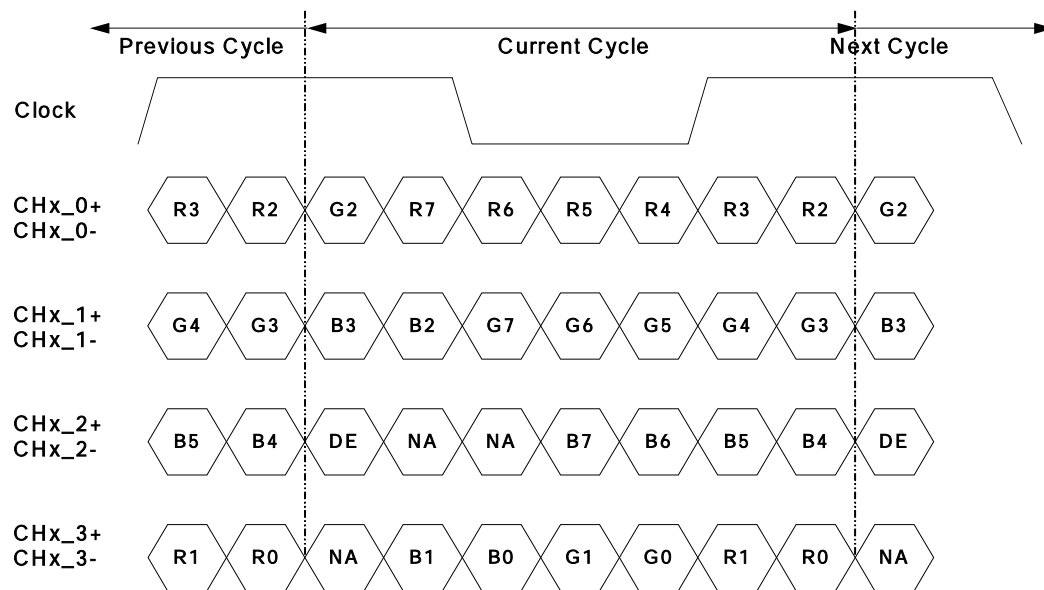 Previous Cycle Current Cycle Next Cycle
Clock
CHx_0+
CHx_0-
R3 R2 G2 R7 R6 R5 R4 R3 R2 G2
CHx_1+
CHx_1-
G4 G3 B3 B2 G7 G6 G5 G4 G3 B3
CHx_2+
CHx_2-
B5 B4 DE NA NA B7 B6 B5 B4 DE
CHx_3+
CHx_3-
R1 R0 NA B1 B0 G1 G0 R1 R0 NA